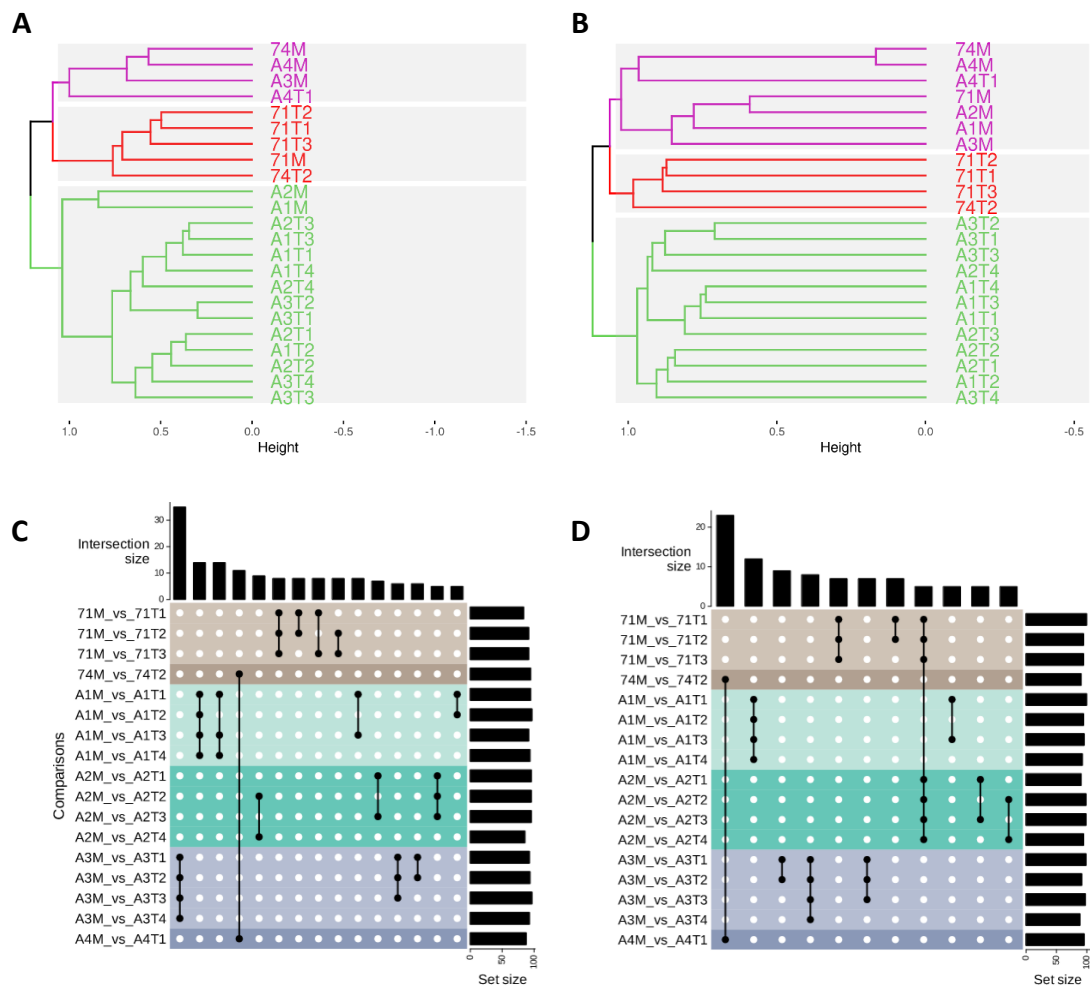 A
74M
A4M
A3M
A4T1
71T2
71T1
71T3
71M
74T2
A2M
A1M
A2T3
A1T3
A1T1
A1T4
A2T4
A3T2
A3T1
A2T1
A1T2
A2T2
A3T4
A3T3
1.0 0.5 0.0 -0.5 -1.0 -1.5
Height
B
74M
A4M
A4T1
71M
A2M
A1M
A3M
71T2
71T1
71T3
74T2
A3T2
A3T1
A3T3
A2T4
A1T4
A1T3
A1T1
A2T3
A2T2
A2T1
A1T2
A3T4
1.0 0.5 0.0 -0.5
Height
C
Intersection
size
30
20
10
0
Comparisons
71M_vs_71T1
71M_vs_71T2
71M_vs_71T3
74M_vs_74T2
A1M_vs_A1T1
A1M_vs_A1T2
A1M_vs_A1T3
A1M_vs_A1T4
A2M_vs_A2T1
A2M_vs_A2T2
A2M_vs_A2T3
A2M_vs_A2T4
A3M_vs_A3T1
A3M_vs_A3T2
A3M_vs_A3T3
A3M_vs_A3T4
A4M_vs_A4T1
0 50 100
Set size
D
Intersection
size
20
10
0
71M_vs_71T1
71M_vs_71T2
71M_vs_71T3
74M_vs_74T2
A1M_vs_A1T1
A1M_vs_A1T2
A1M_vs_A1T3
A1M_vs_A1T4
A2M_vs_A2T1
A2M_vs_A2T2
A2M_vs_A2T3
A2M_vs_A2T4
A3M_vs_A3T1
A3M_vs_A3T2
A3M_vs_A3T3
A3M_vs_A3T4
A4M_vs_A4T1
0 50 100
Set size